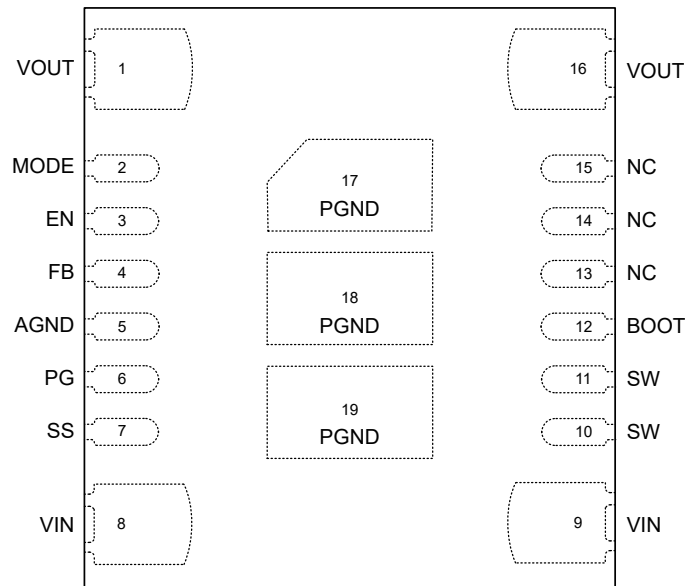 VOUT 1 16 VOUT
MODE 2 15 NC
17
PGND
EN 3 14 NC
FB 4 13 NC
18
PGND
AGND 5 12 BOOT
PG 6 11 SW
19
PGND
SS 7 10 SW
VIN 8 9 VIN